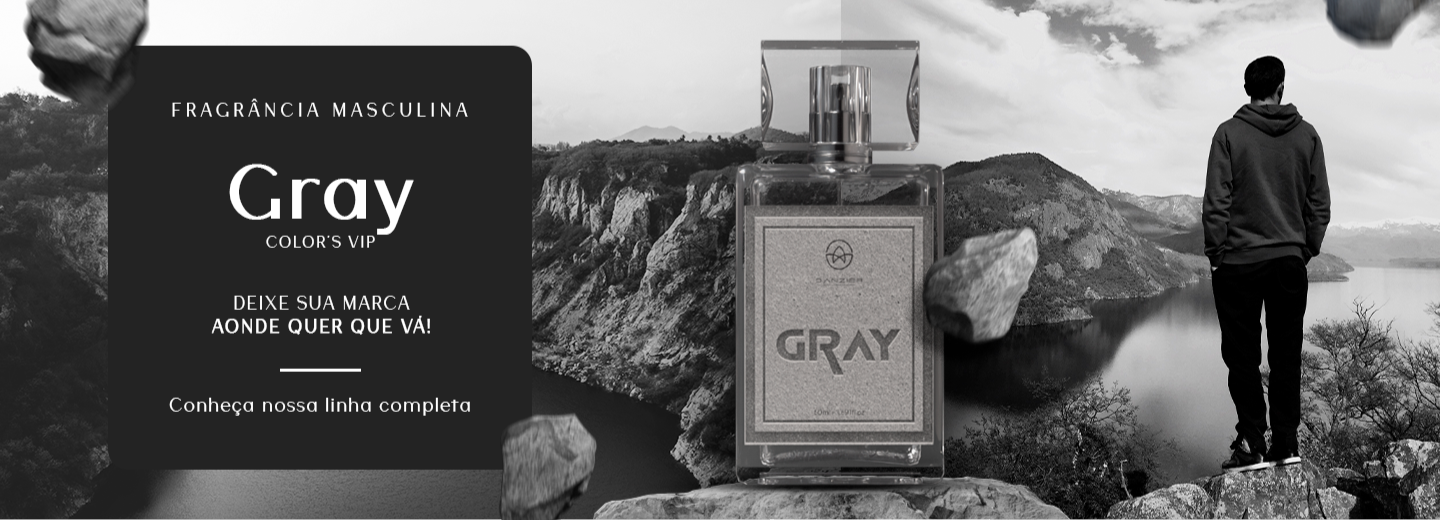 FRAGRÂNCIA MASCULINA
Gray
COLOR'S VIP
DEIXE SUA MARCA
AONDE QUER QUE VÁ!
Conheça nossa linha completa
GRAY